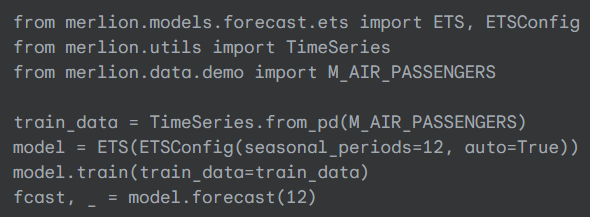 from merlion.models.forecast.ets import ETS, ETSConfig
from merlion.utils import TimeSeries
from merlion.data.demo import M_AIR_PASSENGERS

train_data = TimeSeries.from_pd(M_AIR_PASSENGERS)
model = ETS(ETSConfig(seasonal_periods=12, auto=True))
model.train(train_data=train_data)
fcast, _ = model.forecast(12)